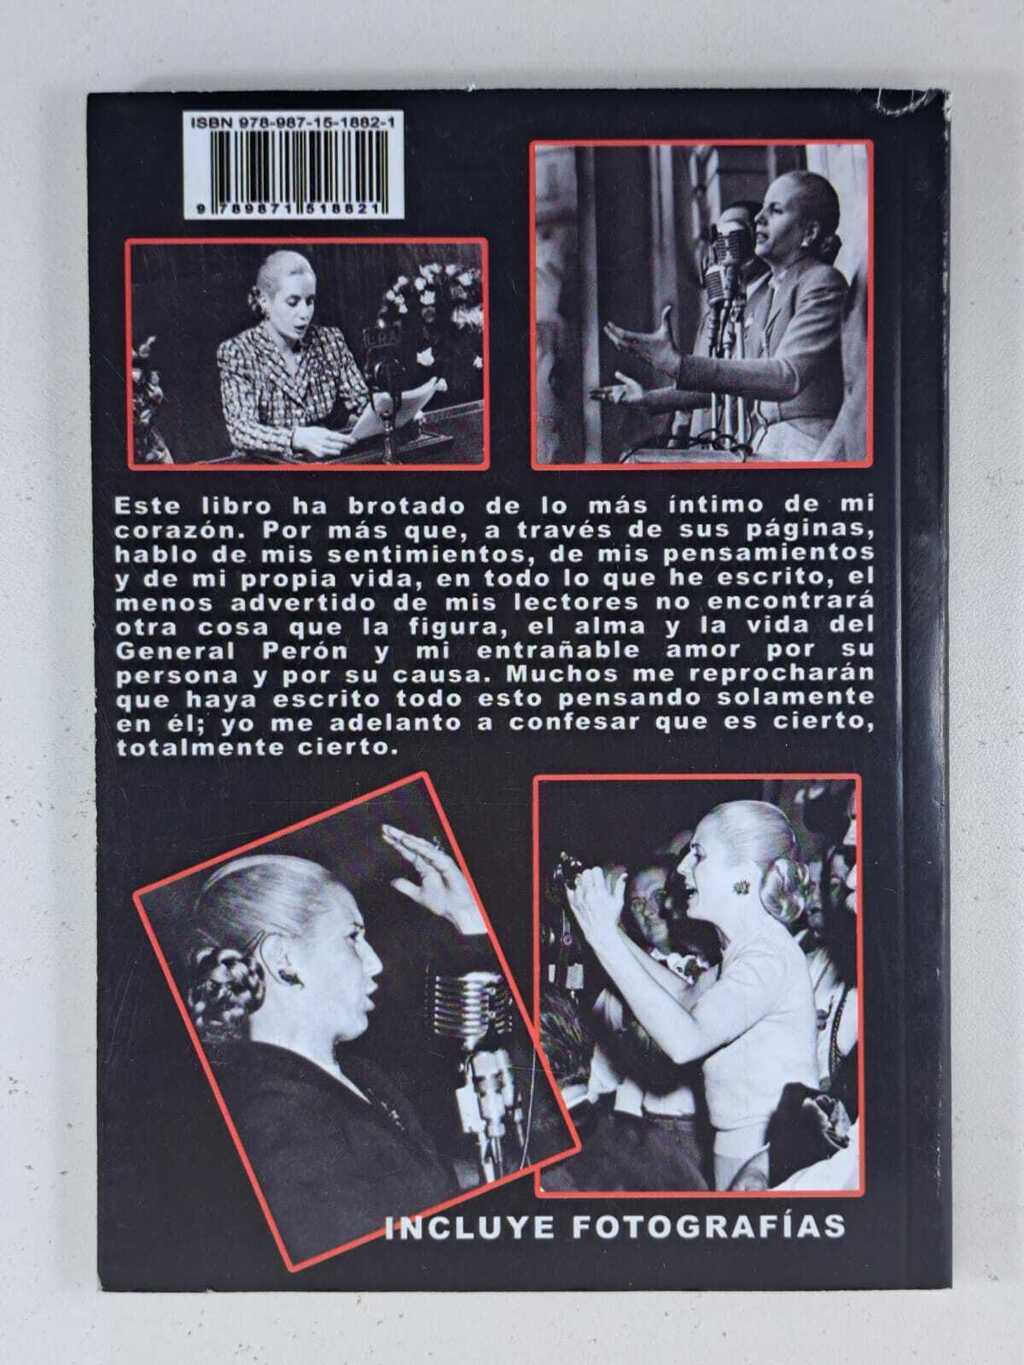 ISBN 978-987-15-1882-1
9 789871 518821
Este libro ha brotado de lo más íntimo de mi
corazón. Por más que, a través de sus páginas,
hablo de mis sentimientos, de mis pensamientos
y de mi propia vida, en todo lo que he escrito, el
menos advertido de mis lectores no encontrará
otra cosa que la figura, el alma y la vida del
General Perón y mi entrañable amor por su
persona y por su causa. Muchos me reprocharán
que haya escrito todo esto pensando solamente
en él; yo me adelanto a confesar que es cierto,
totalmente cierto.
INCLUYE FOTOGRAFÍAS